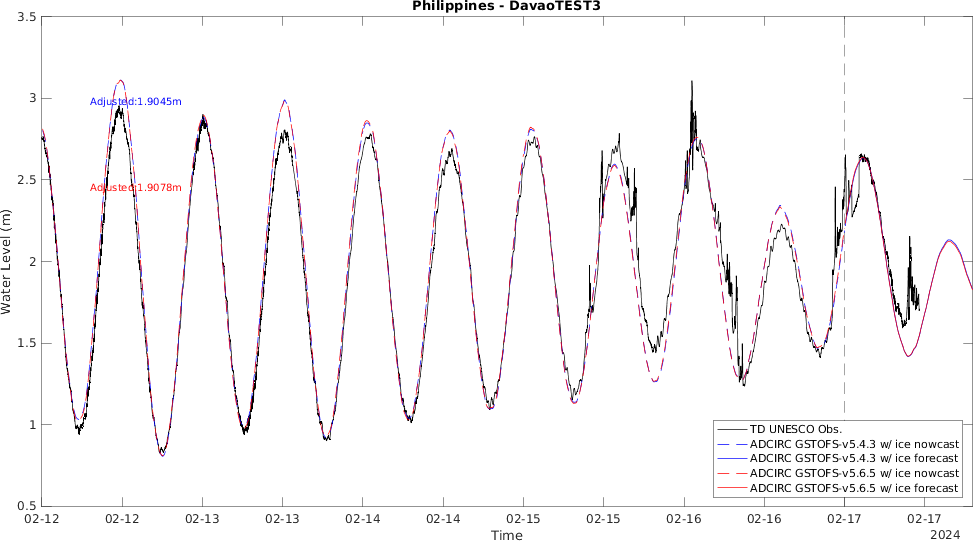 Philippines - DavaoTEST3
3.5
3
2.5
2
1.5
1
0.5
Water Level (m)
Adjusted:1.9045m
Adjusted:1.9078m
TD UNESCO Obs.
ADCIRC GSTOFS-v5.4.3 w/ ice nowcast
ADCIRC GSTOFS-v5.4.3 w/ ice forecast
ADCIRC GSTOFS-v5.6.5 w/ ice nowcast
ADCIRC GSTOFS-v5.6.5 w/ ice forecast
02-12 02-12 02-13 02-13 02-14 02-14 02-15 02-15 02-16 02-16 02-17 02-17
Time
2024